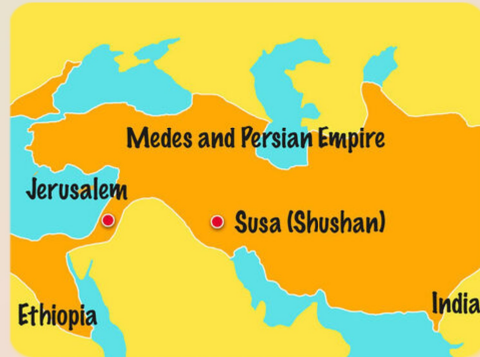 Medes and Persian Empire
Jerusalem
Susa (Shushan)
Ethiopia
India